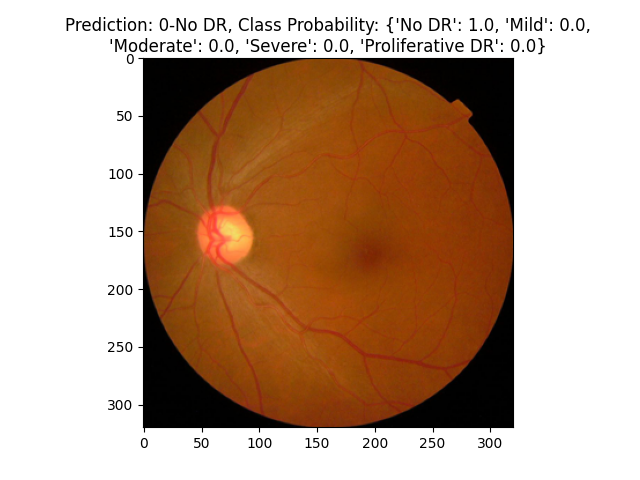 Prediction: 0-No DR, Class Probability: {'No DR': 1.0, 'Mild': 0.0,
'Moderate': 0.0, 'Severe': 0.0, 'Proliferative DR': 0.0}
0
50
100
150
200
250
300
0 50 100 150 200 250 300